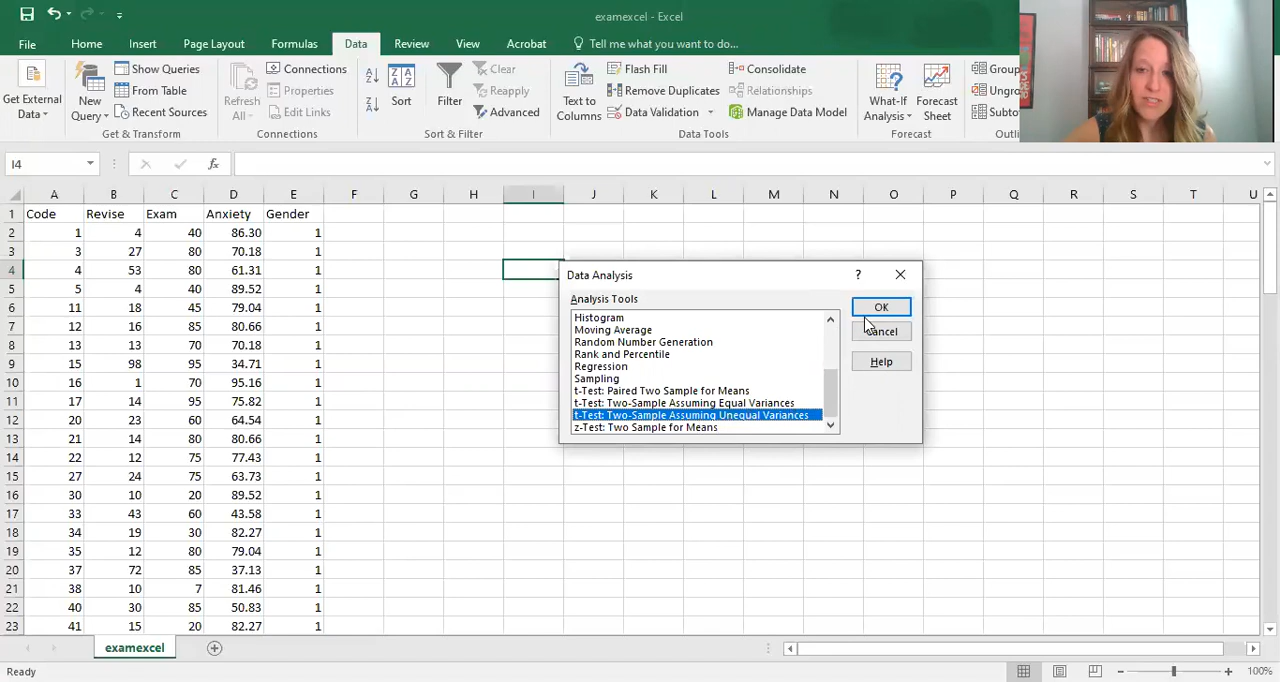 examexcel - Excel
File Home Insert Page Layout Formulas Data Review View Acrobat Tell me what you want to do...
Get External Data
New Query
Show Queries
From Table
Recent Sources
Get & Transform
Refresh All
Connections
Properties
Edit Links
Connections
Sort
Filter
Clear
Reapply
Advanced
Sort & Filter
Text to Columns
Flash Fill
Remove Duplicates
Data Validation
Consolidate
Relationships
Manage Data Model
Data Tools
What-If Analysis
Forecast Sheet
Forecast
Group
Ungro
Subto
Outli
I4 fx
A B C D E F G H I J K L M N O P Q R S T U
1 Code Revise Exam Anxiety Gender
2 1 4 40 86.30 1
3 3 27 80 70.18 1
4 4 53 80 61.31 1
5 5 4 40 89.52 1
6 11 18 45 79.04 1
7 12 16 85 80.66 1
8 13 13 70 70.18 1
9 15 98 95 34.71 1
10 16 1 70 95.16 1
11 17 14 95 75.82 1
12 20 23 60 64.54 1
13 21 14 80 80.66 1
14 22 12 75 77.43 1
15 27 24 75 63.73 1
16 30 10 20 89.52 1
17 33 43 60 43.58 1
18 34 19 30 82.27 1
19 35 12 80 79.04 1
20 37 72 85 37.13 1
21 38 10 7 81.46 1
22 40 30 85 50.83 1
23 41 15 20 82.27 1
Data Analysis ?
Analysis Tools
Histogram
Moving Average
Random Number Generation
Rank and Percentile
Regression
Sampling
t-Test: Paired Two Sample for Means
t-Test: Two-Sample Assuming Equal Variances
t-Test: Two-Sample Assuming Unequal Variances
z-Test: Two Sample for Means
OK
Cancel
Help
examexcel
Ready 100%